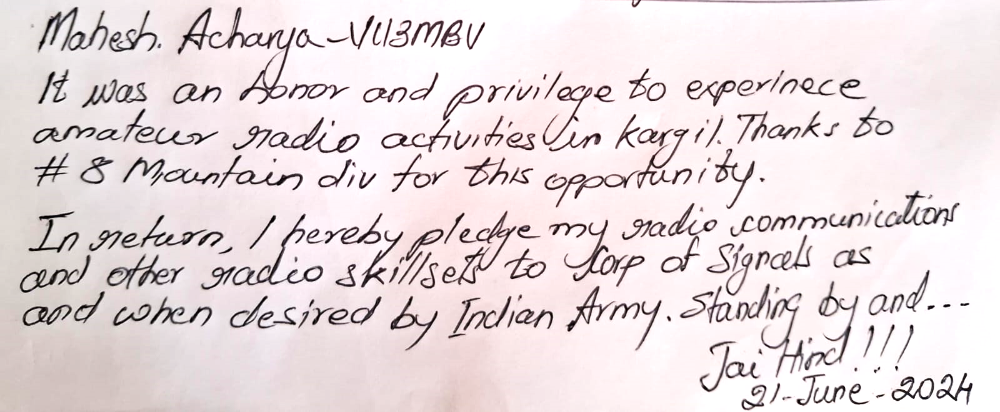 Mahesh. Acharya - VU3MBV
It was an honor and privilege to experinece
amateur radio activities in kargil. Thanks to
# 8 Mountain div for this opportunity.
In return, I hereby pledge my radio communications
and other radio skillsets to Corp of Signals as
and when desired by Indian Army. Standing by and...
Jai Hind!!!
21-June-2024